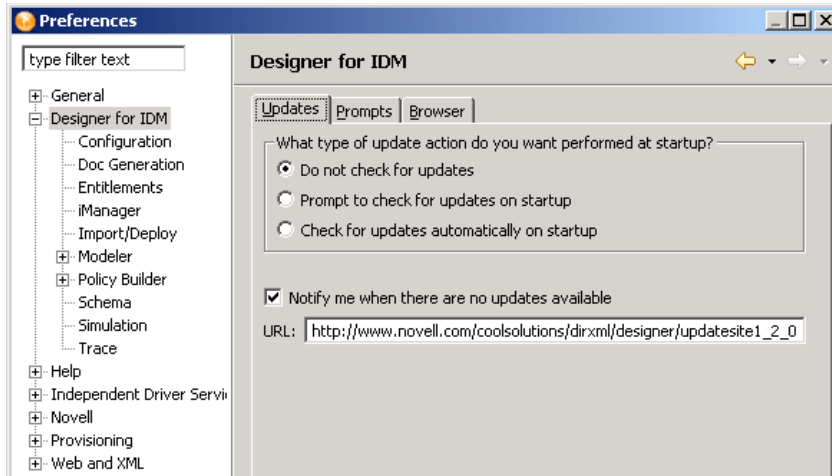 Preferences
type filter text
General
Designer for IDM
Configuration
Doc Generation
Entitlements
iManager
Import/Deploy
Modeler
Policy Builder
Schema
Simulation
Trace
Help
Independent Driver Servi
Novell
Provisioning
Web and XML
Designer for IDM
Updates Prompts Browser
What type of update action do you want performed at startup?
Do not check for updates
Prompt to check for updates on startup
Check for updates automatically on startup
Notify me when there are no updates available
URL: http://www.novell.com/coolsolutions/dirxml/designer/updatesite1_2_0